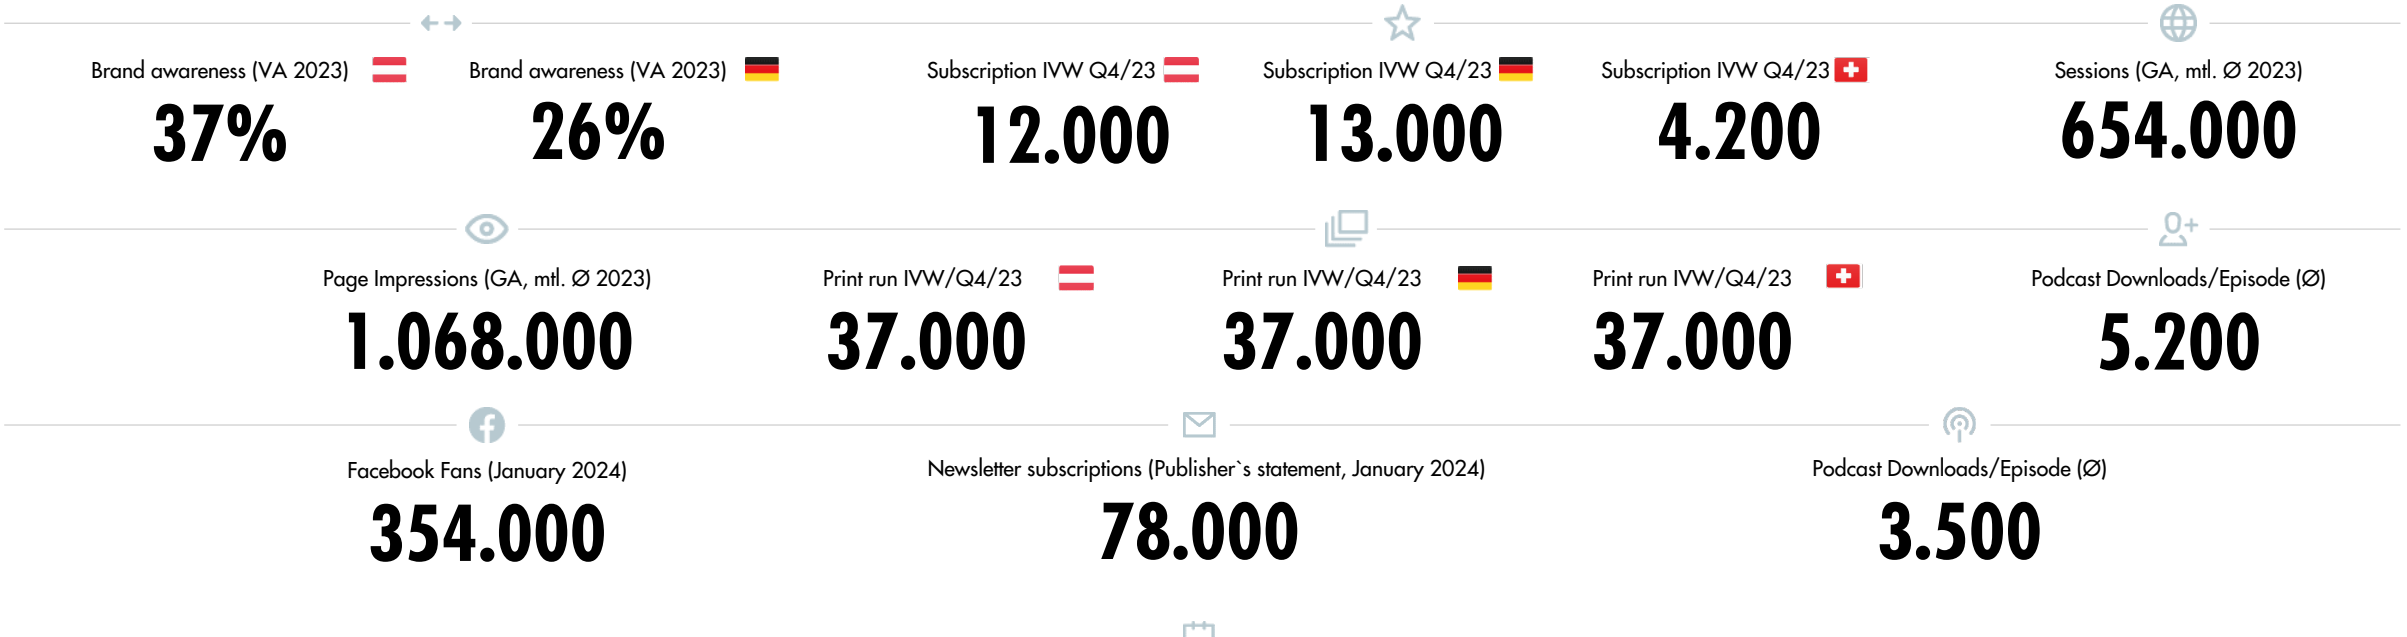 Brand awareness (VA 2023)
37%
Brand awareness (VA 2023)
26%
Subscription IVW Q4/23
12.000
Subscription IVW Q4/23
13.000
Subscription IVW Q4/23
4.200
Sessions (GA, mtl. Ø 2023)
654.000
Page Impressions (GA, mtl. Ø 2023)
1.068.000
Print run IVW/Q4/23
37.000
Print run IVW/Q4/23
37.000
Print run IVW/Q4/23
37.000
Podcast Downloads/Episode (Ø)
5.200
Facebook Fans (January 2024)
354.000
Newsletter subscriptions (Publisher`s statement, January 2024)
78.000
Podcast Downloads/Episode (Ø)
3.500